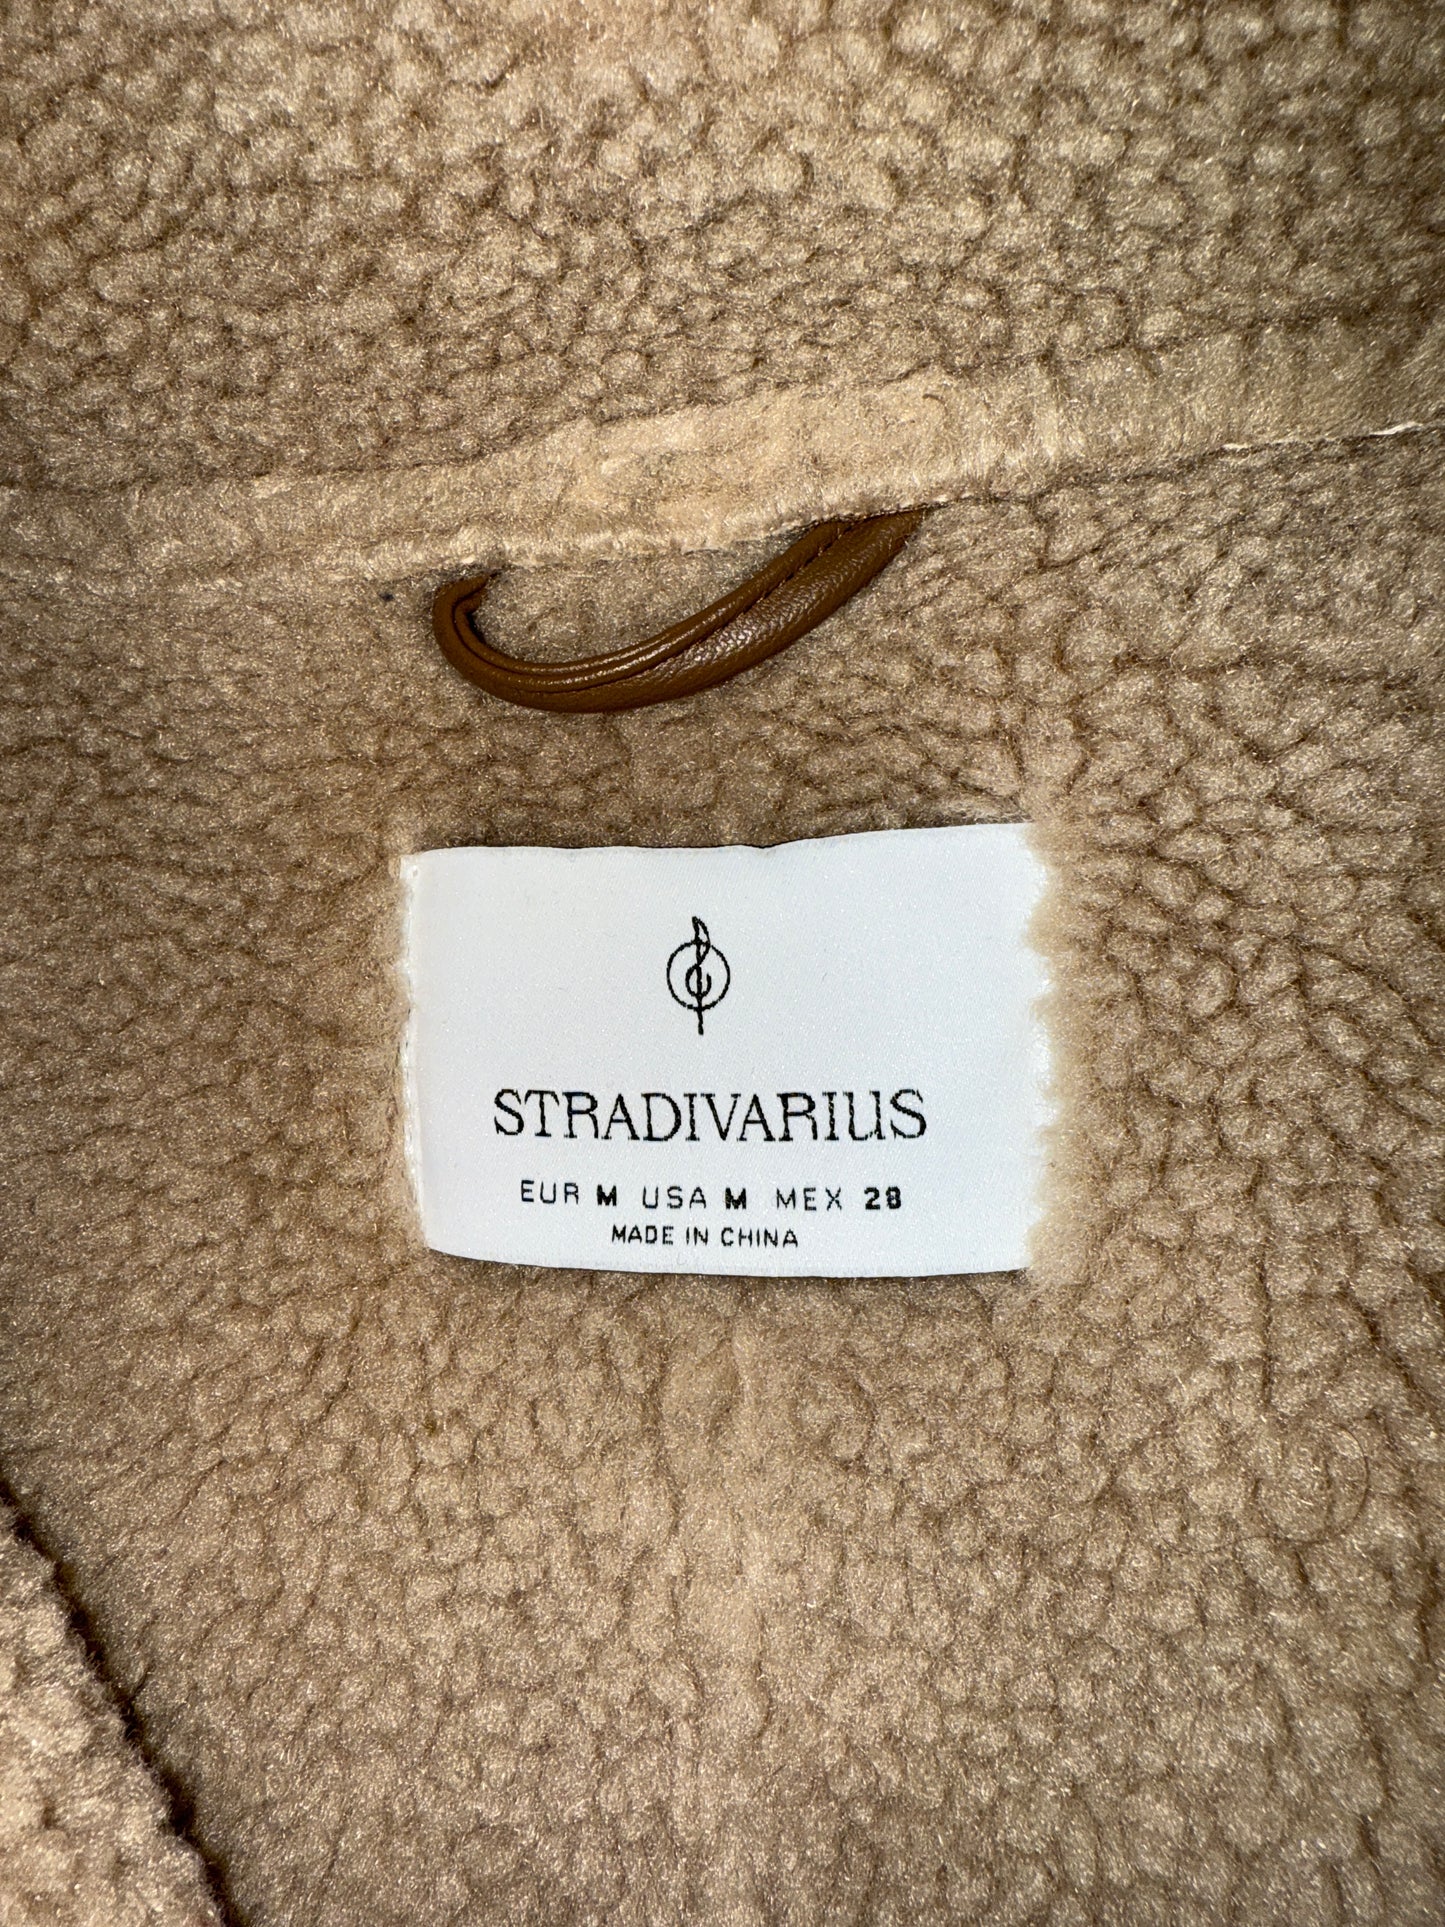 STRADIVARIUS
EUR M USA M MEX 28
MADE IN CHINA